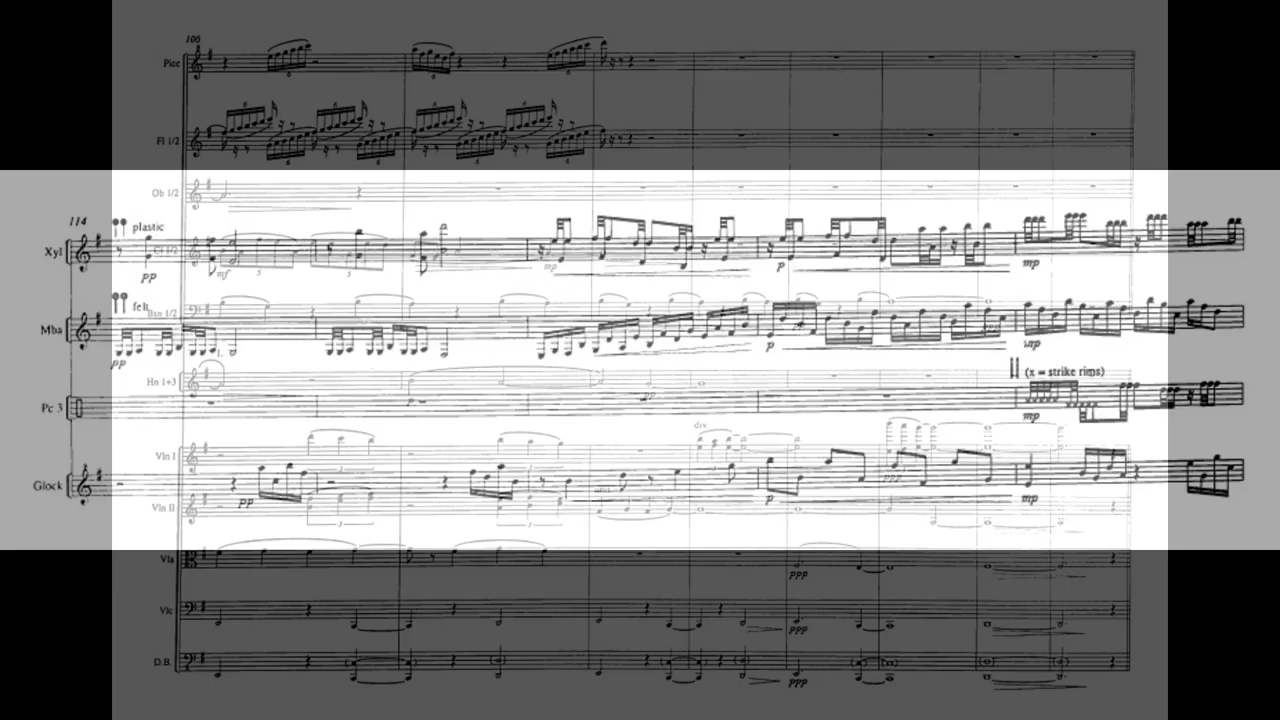 106
Picc
Fl 1/2
Ob 1/2
114
plastic
Xyl
Cl 1/2
pp
mf
mp
p
mp
felt
Bsn 1/2
Mba
pp
p
mp
Hn 1+3
pp
(x = strike rims)
Pc 3
mp
div
Vln I
Glock
pp
ppp
p
mp
Vln II
Vla
ppp
Vlc
ppp
D.B.
ppp